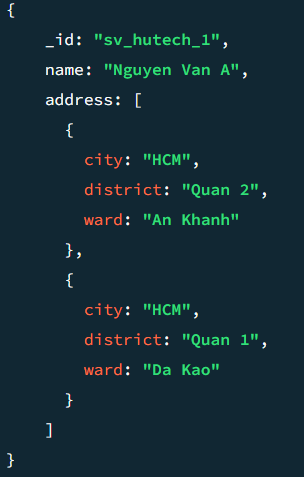 {
_id: "sv_hutech_1",
name: "Nguyen Van A",
address: [
{
city: "HCM",
district: "Quan 2",
ward: "An Khanh"
},
{
city: "HCM",
district: "Quan 1",
ward: "Da Kao"
}
]
}